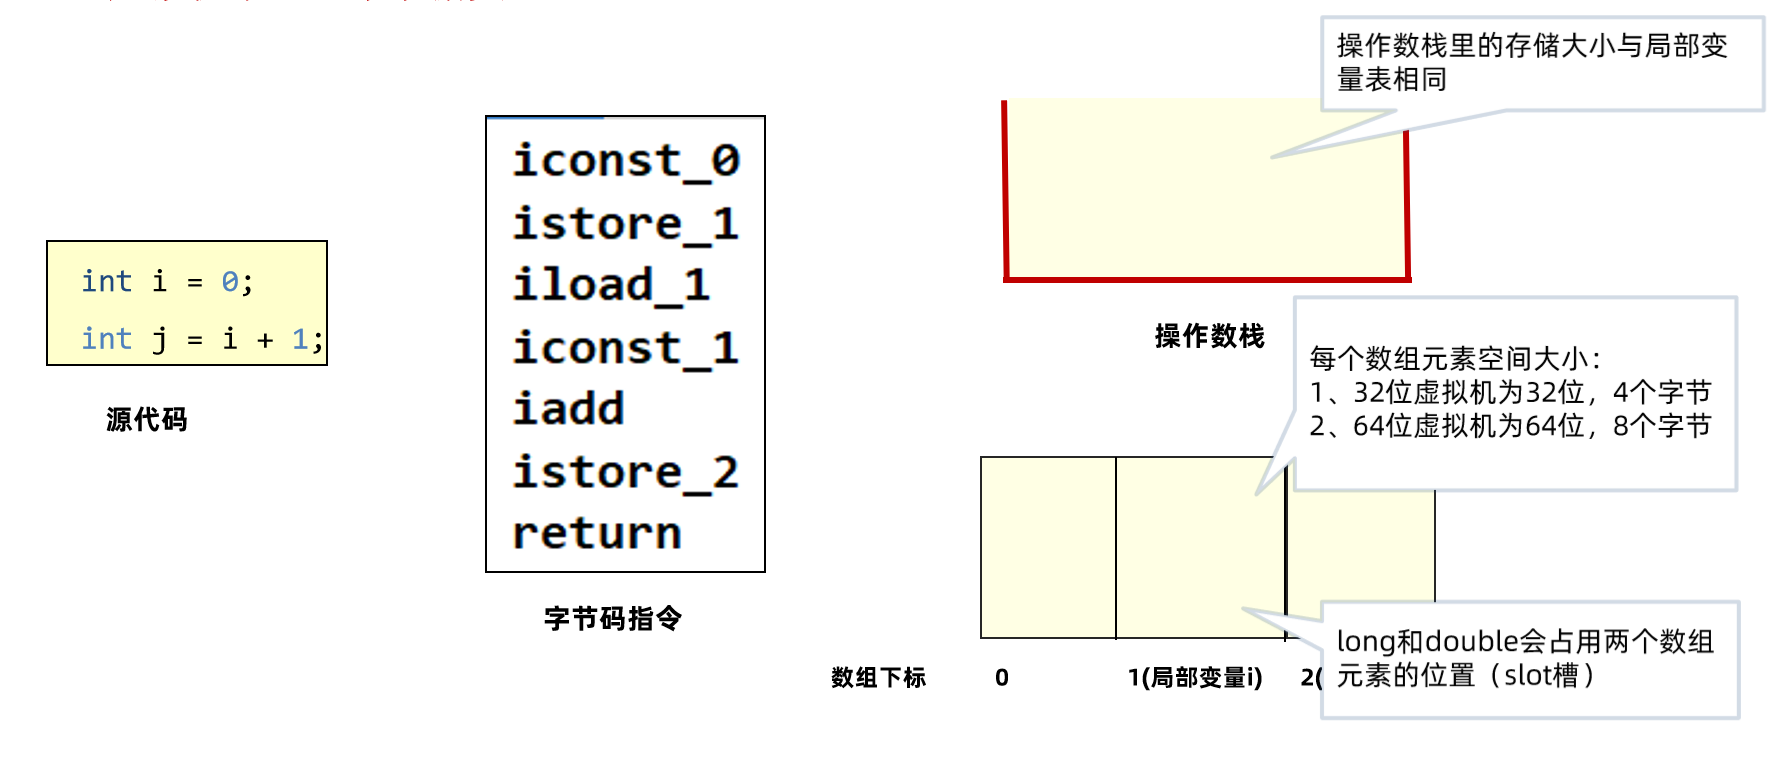 操作数栈里的存储大小与局部变
量表相同
iconst_0
istore_1
iload_1
iconst_1
iadd
istore_2
return
int i = 0;
int j = i + 1;
源代码
字节码指令
操作数栈
每个数组元素空间大小：
1、32位虚拟机为32位，4个字节
2、64位虚拟机为64位，8个字节
long和double会占用两个数组
元素的位置（slot槽）
数组下标 0 1(局部变量i) 2(